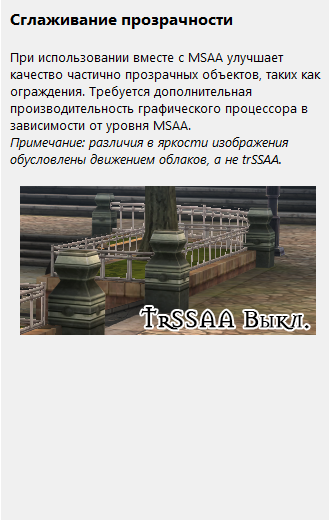 Сглаживание прозрачности
При использовании вместе с MSAA улучшает
качество частично прозрачных объектов, таких как
ограждения. Требуется дополнительная
производительность графического процессора в
зависимости от уровня MSAA.
Примечание: различия в яркости изображения
обусловлены движением облаков, а не trSSAA.
TrSSAA Выкл.